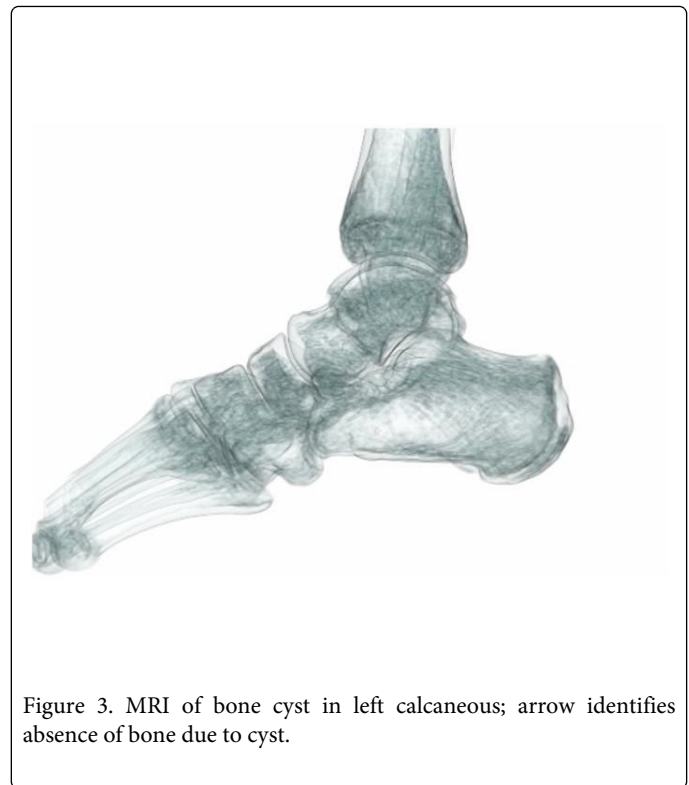 Figure 3. MRI of bone cyst in left calcaneous; arrow identifies
absence of bone due to cyst.